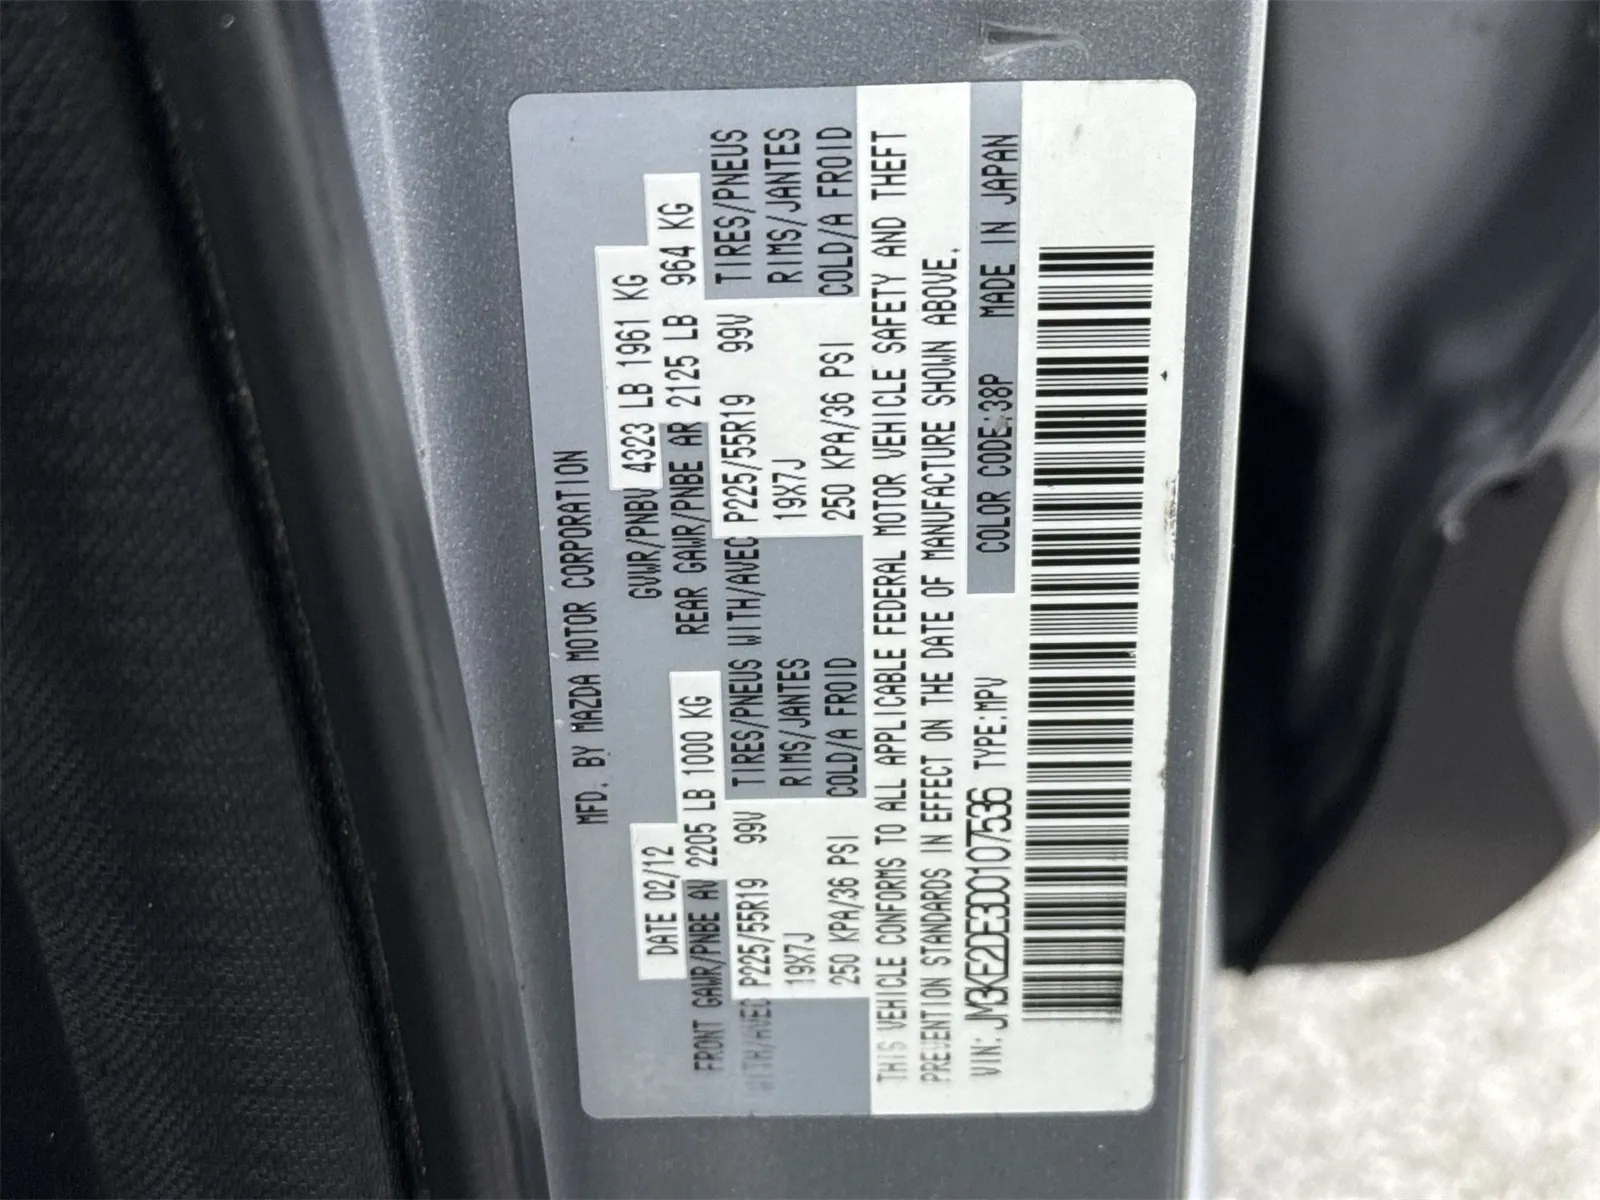 MFD. BY MAZDA MOTOR CORPORATION
DATE 02/12 GVWR/PNBV 4323 LB 1961 KG
FRONT GAWR/PNBE AV 2205 LB 1000 KG REAR GAWR/PNBE AR 2125 LB 964 KG
WITH/AVEC P225/55R19 99V TIRES/PNEUS WITH/AVEC P225/55R19 99V TIRES/PNEUS
19X7J RIMS/JANTES 19X7J RIMS/JANTES
250 KPA/36 PSI COLD/A FROID 250 KPA/36 PSI COLD/A FROID
THIS VEHICLE CONFORMS TO ALL APPLICABLE FEDERAL MOTOR VEHICLE SAFETY AND THEFT
PREVENTION STANDARDS IN EFFECT ON THE DATE OF MANUFACTURE SHOWN ABOVE.
VIN: JM3KE2DE3D0107536 TYPE:MPV COLOR CODE:38P MADE IN JAPAN